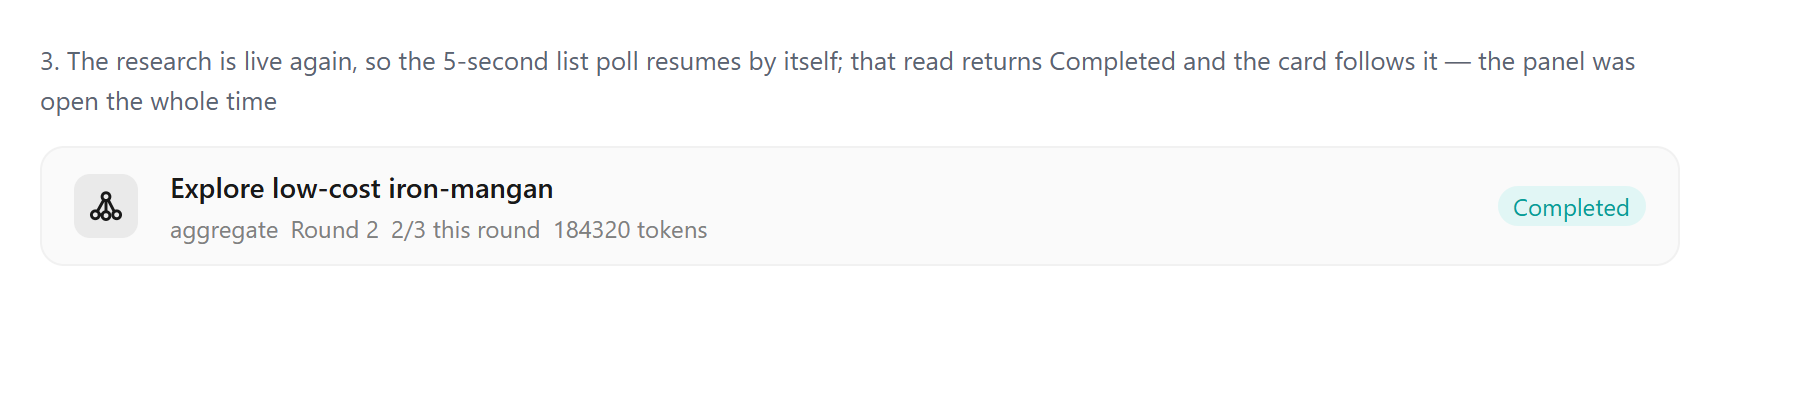 3. The research is live again, so the 5-second list poll resumes by itself; that read returns Completed and the card follows it — the panel was
open the whole time
Explore low-cost iron-mangan
aggregate Round 2 2/3 this round 184320 tokens
Completed